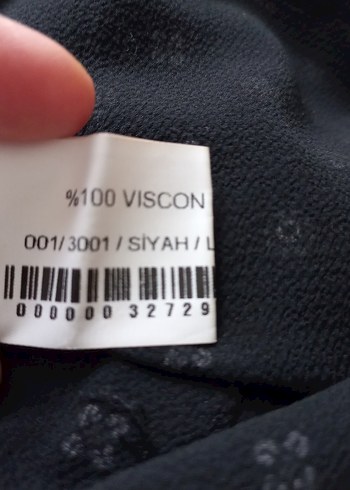 %100 VISCON
001/3001 / SİYAH / L
000000 32729